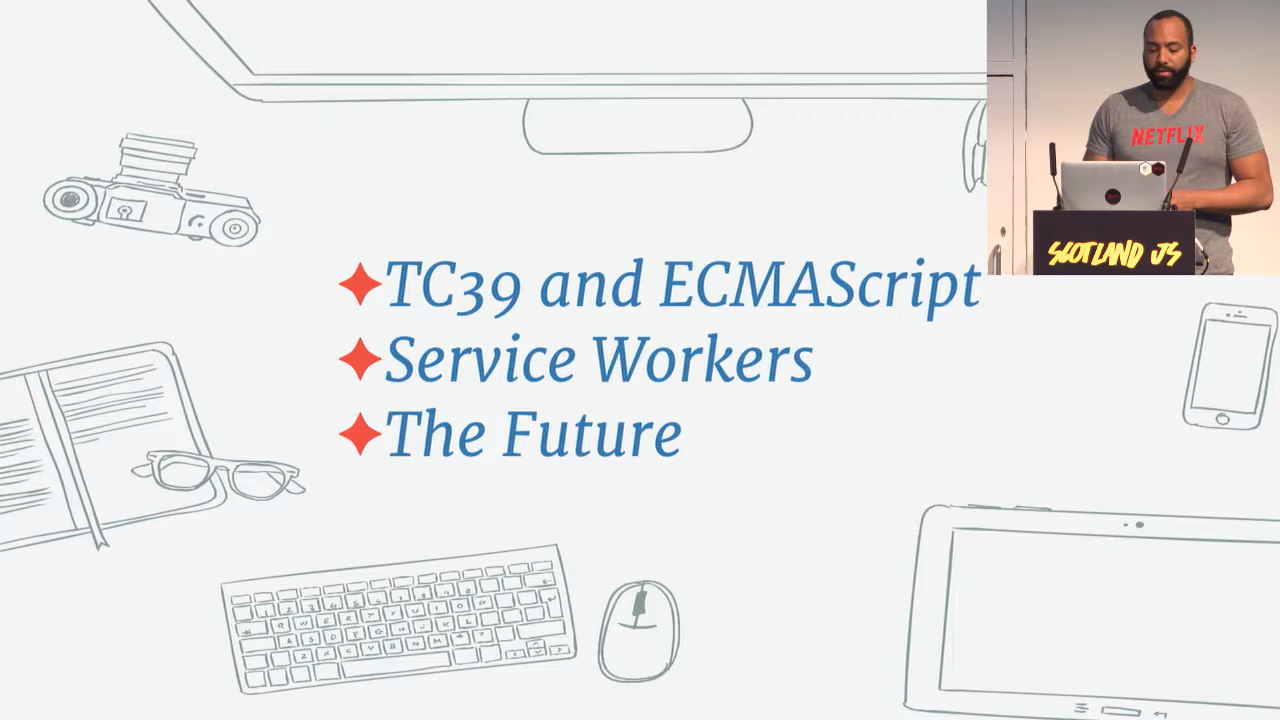 NETFLIX
SCOTLAND JS
TC39 and ECMAScript
Service Workers
The Future